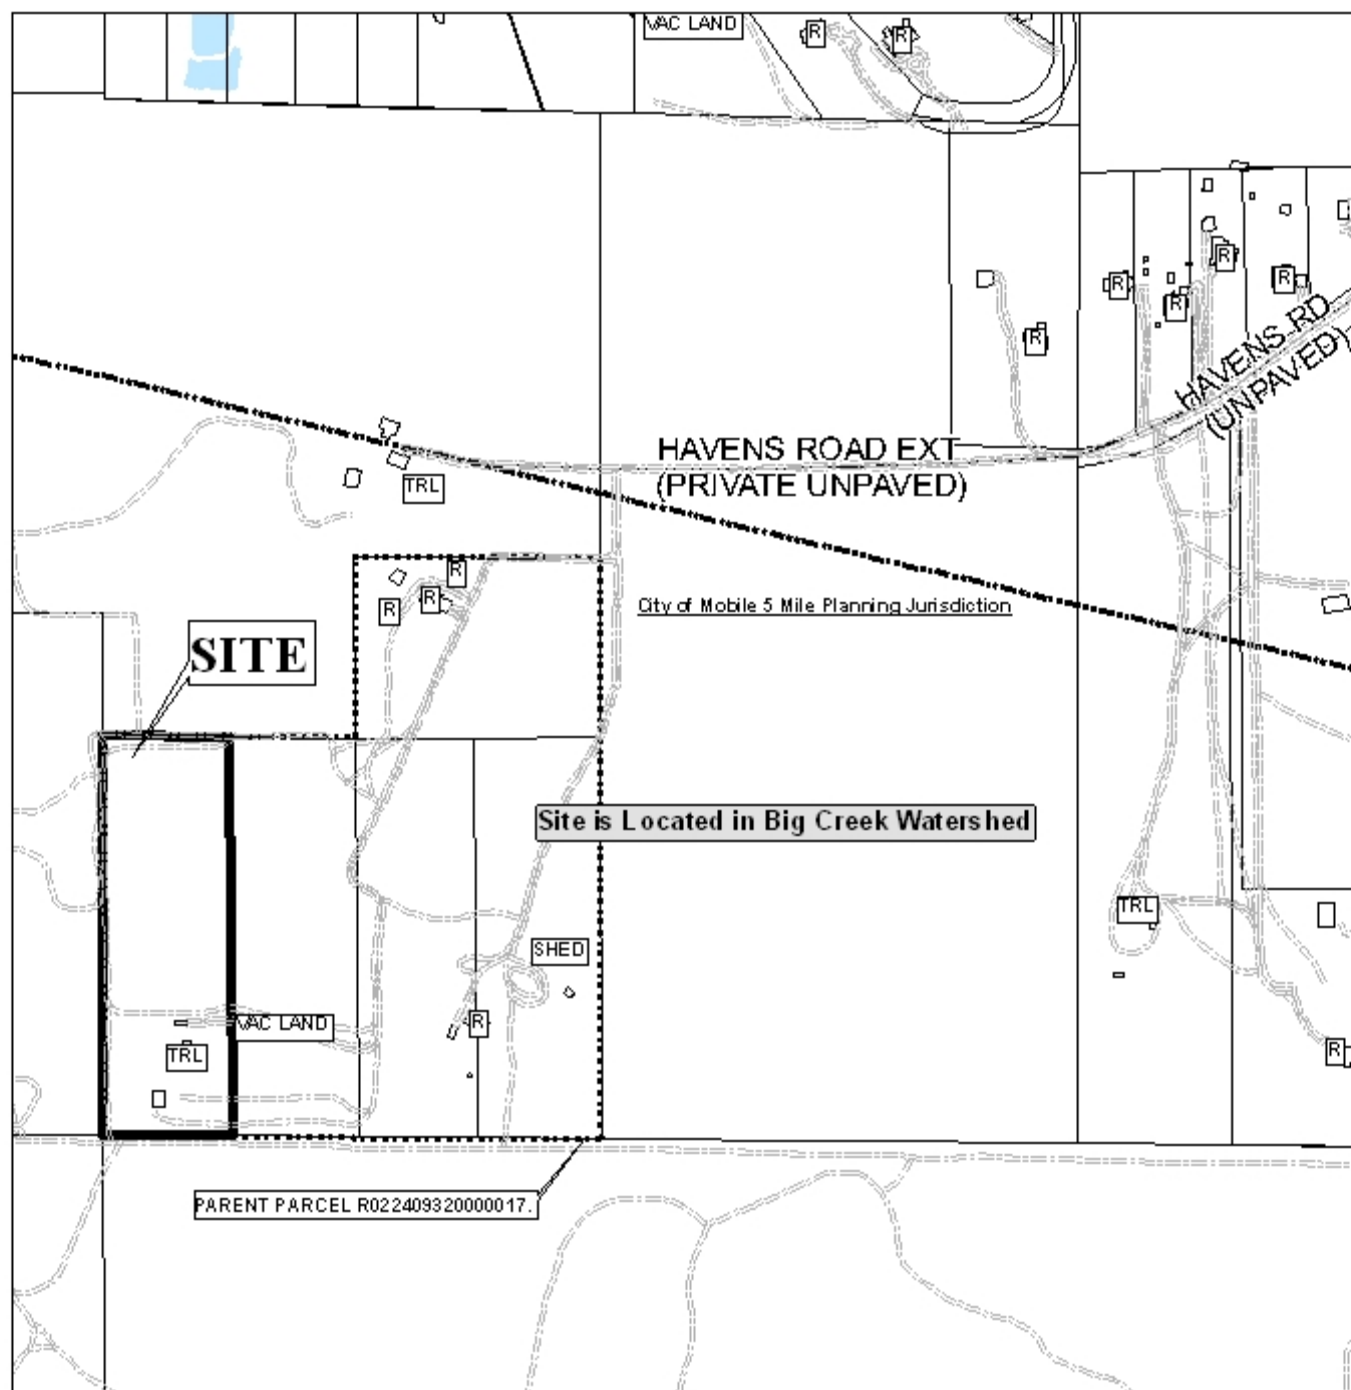 VAC LAND
R
R
R
R
R
R
R
HAVENS RD
(UNPAVED)
HAVENS ROAD EXT
(PRIVATE UNPAVED)
TRL
R
R
R
City of Mobile 5 Mile Planning Jurisdiction
SITE
Site is Located in Big Creek Watershed
TRL
SHED
VAC LAND
R
TRL
R
PARENT PARCEL R022409320000017.